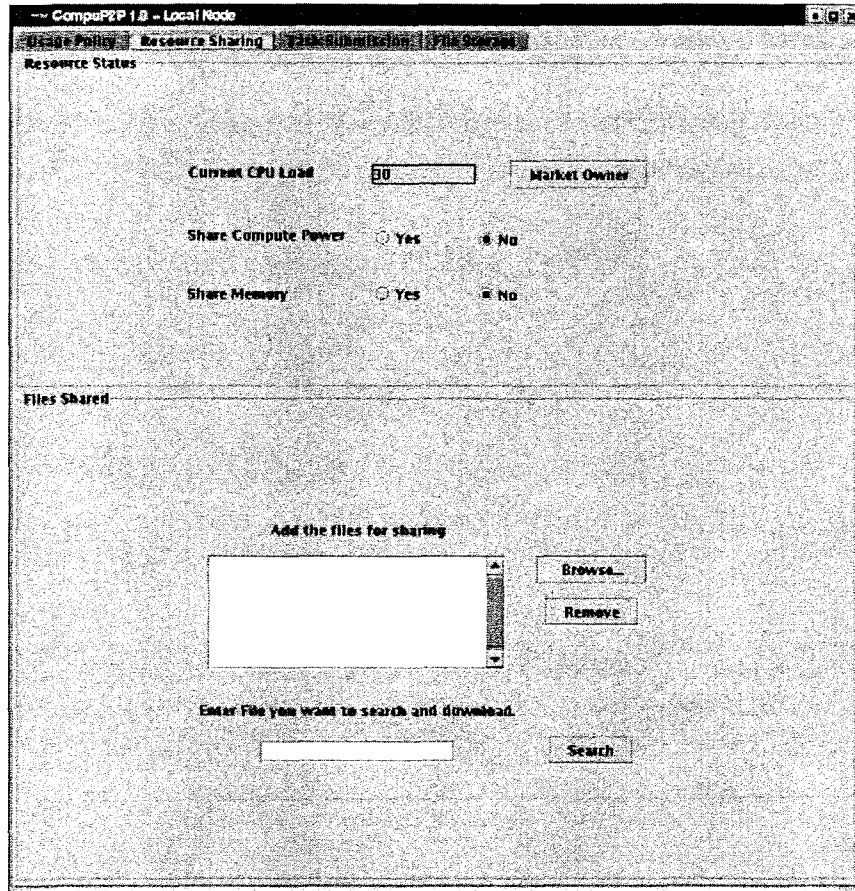 CompuP2P 1.0 - Local Node
Usage Policy Resource Sharing Task Submission File Storage
Resource Status
Current CPU Load 30 Market Owner
Share Compute Power Yes No
Share Memory Yes No
Files Shared
Add the files for sharing
Browse...
Remove
Enter File you want to search and download.
Search